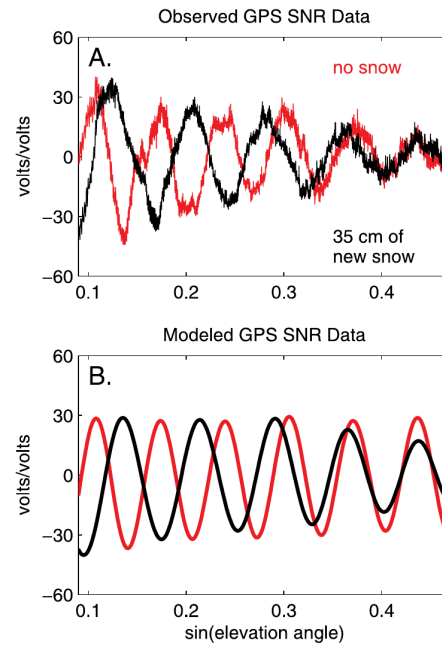 Observed GPS SNR Data
A.
no snow
35 cm of
new snow
volts/volts
60
30
0
−30
−60
0.1
0.2
0.3
0.4
Modeled GPS SNR Data
B.
volts/volts
60
30
0
−30
−60
0.1
0.2
0.3
0.4
sin(elevation angle)